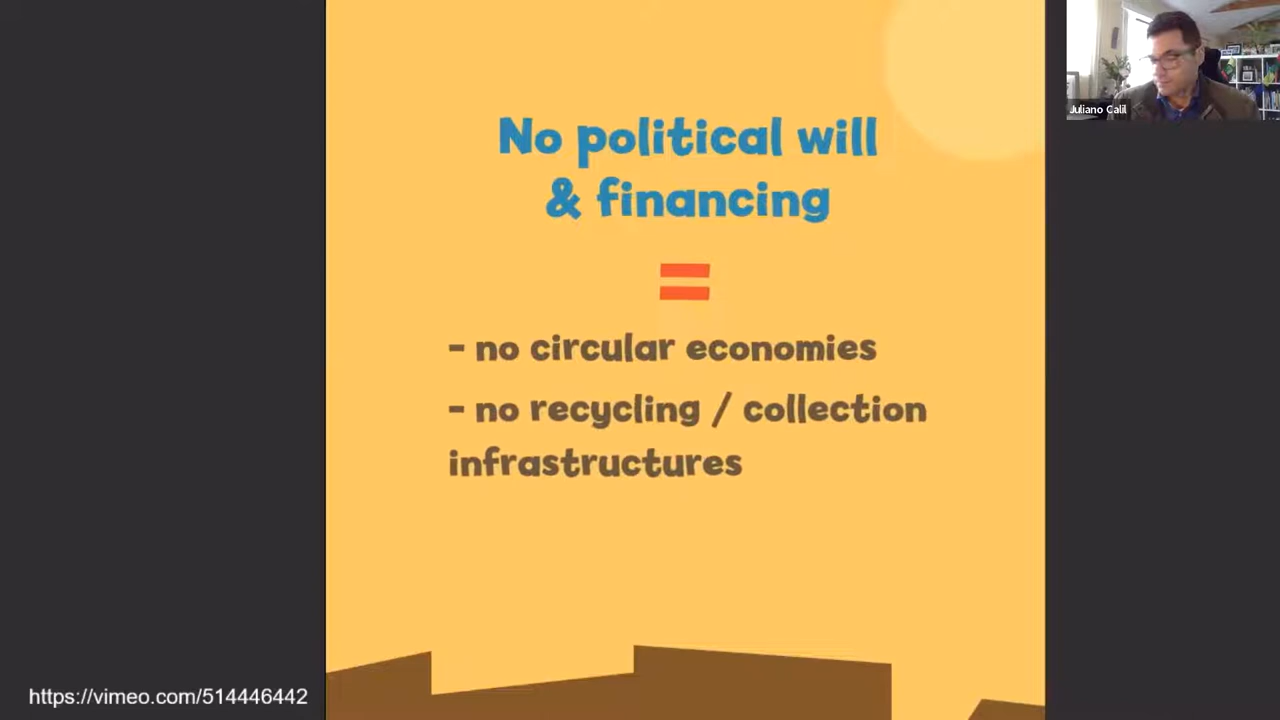 No political will
& financing
=
- no circular economies
- no recycling / collection
infrastructures
Juliano Calil
https://vimeo.com/514446442